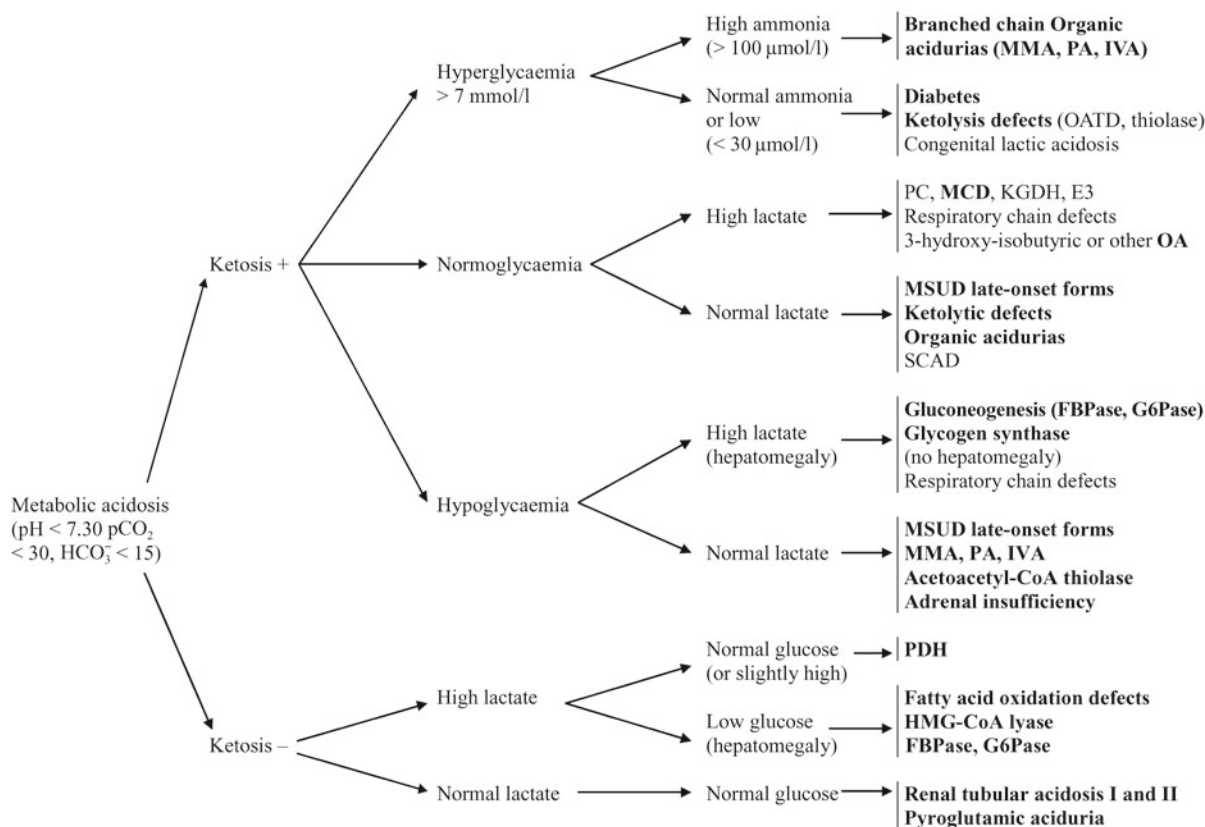 Metabolic acidosis
(pH < 7.30 pCO₂
< 30, HCO₃⁻ < 15)
Ketosis +
Hyperglycaemia
> 7 mmol/l
High ammonia
(> 100 μmol/l)
Branched chain Organic
acidurias (MMA, PA, IVA)
Normal ammonia
or low
(< 30 μmol/l)
Diabetes
Ketolysis defects (OATD, thiolase)
Congenital lactic acidosis
Normoglycaemia
High lactate
PC, MCD, KGDH, E3
Respiratory chain defects
3-hydroxy-isobutyric or other OA
Normal lactate
MSUD late-onset forms
Ketolytic defects
Organic acidurias
SCAD
Hypoglycaemia
High lactate
(hepatomegaly)
Gluconeogenesis (FBPase, G6Pase)
Glycogen synthase
(no hepatomegaly)
Respiratory chain defects
Normal lactate
MSUD late-onset forms
MMA, PA, IVA
Acetoacetyl-CoA thiolase
Adrenal insufficiency
Ketosis –
High lactate
Normal glucose
(or slightly high)
PDH
Low glucose
(hepatomegaly)
Fatty acid oxidation defects
HMG-CoA lyase
FBPase, G6Pase
Normal lactate
Normal glucose
Renal tubular acidosis I and II
Pyroglutamic aciduria